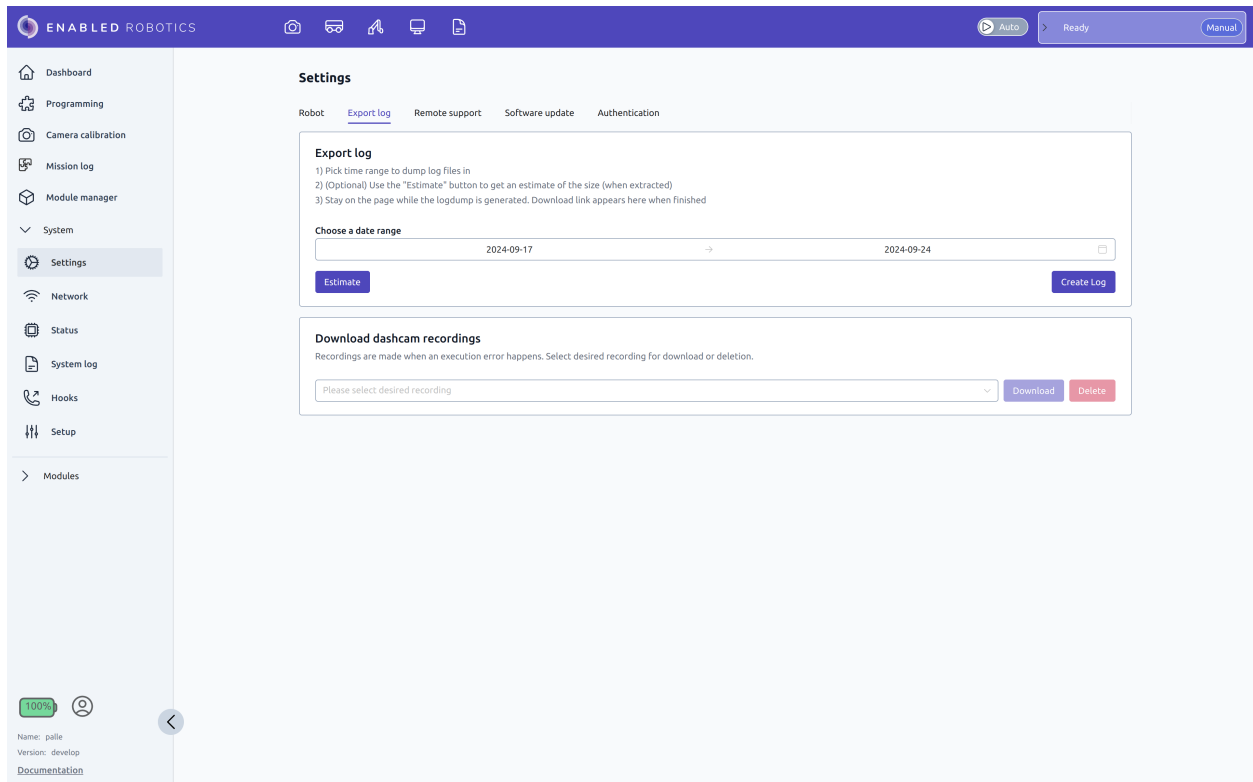 ENABLED ROBOTICS
Auto
Ready
Manual
Dashboard
Programming
Camera calibration
Mission log
Module manager
System
Settings
Network
Status
System log
Hooks
Setup
Modules
100%
Name: palle
Version: develop
Documentation
Settings
Robot Export log Remote support Software update Authentication
Export log
1) Pick time range to dump log files in
2) (Optional) Use the "Estimate" button to get an estimate of the size (when extracted)
3) Stay on the page while the logdump is generated. Download link appears here when finished
Choose a date range
2024-09-17 → 2024-09-24
Estimate Create Log
Download dashcam recordings
Recordings are made when an execution error happens. Select desired recording for download or deletion.
Please select desired recording Download Delete